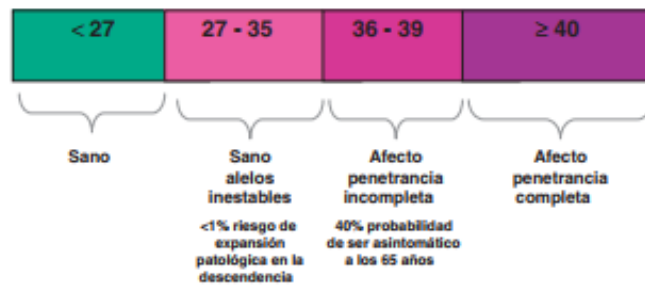 < 27
27 - 35
36 - 39
≥ 40
Sano
Sano
alelos
inestables
<1% riesgo de
expansión
patológica en la
descendencia
Afecto
penetrancia
incompleta
40% probabilidad
de ser asintomático
a los 65 años
Afecto
penetrancia
completa